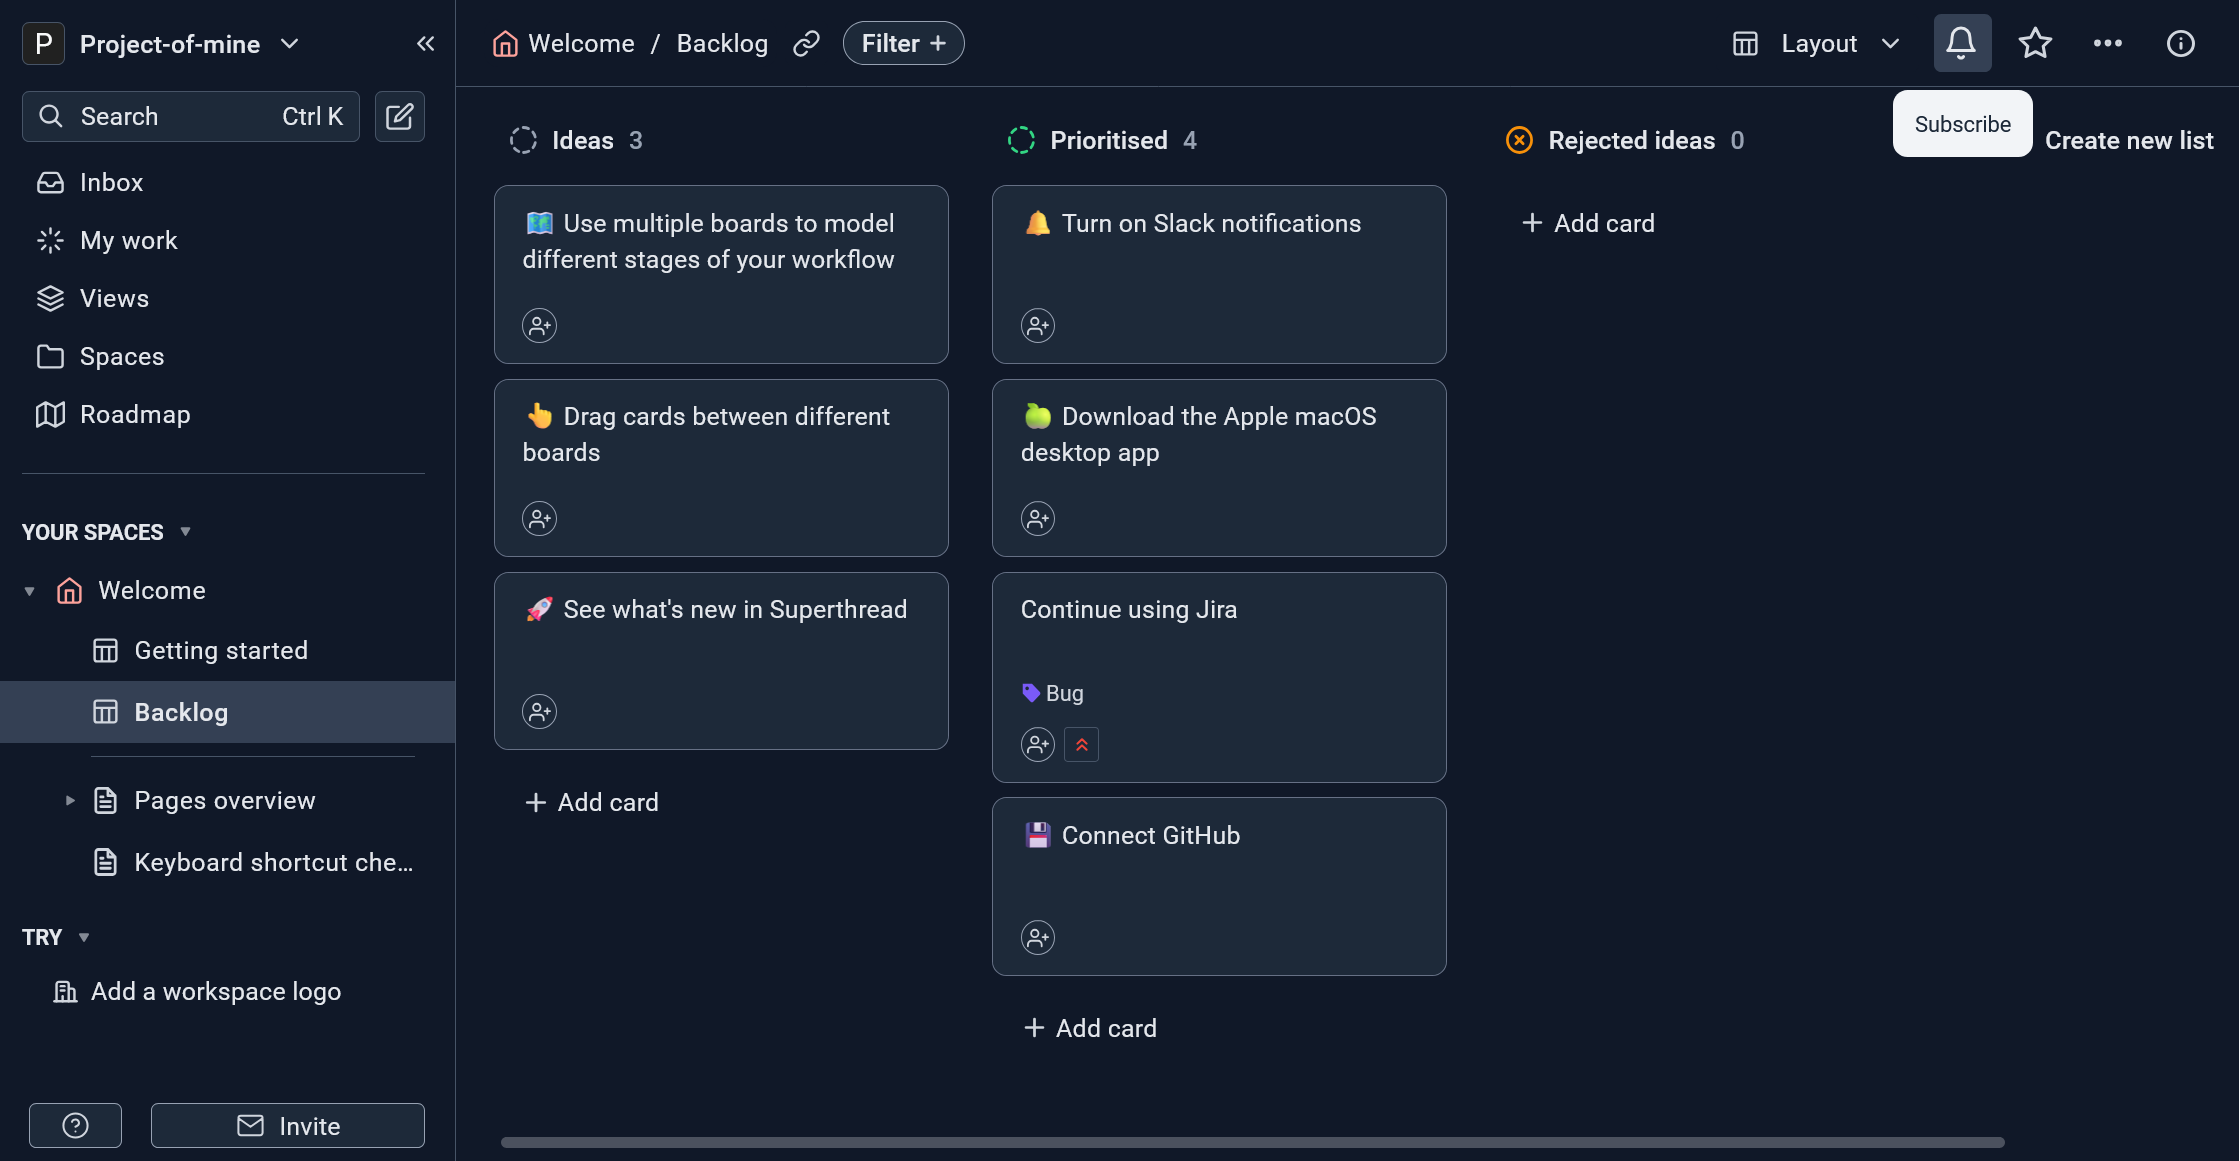 P Project-of-mine
Search Ctrl K
Inbox
My work
Views
Spaces
Roadmap
YOUR SPACES
Welcome
Getting started
Backlog
Pages overview
Keyboard shortcut che...
TRY
Add a workspace logo
Invite
Welcome / Backlog Filter +
Layout
Subscribe
Ideas 3
Use multiple boards to model
different stages of your workflow
Drag cards between different
boards
See what's new in Superthread
+ Add card
Prioritised 4
Turn on Slack notifications
Download the Apple macOS
desktop app
Continue using Jira
Bug
Connect GitHub
+ Add card
Rejected ideas 0
+ Add card
Create new list